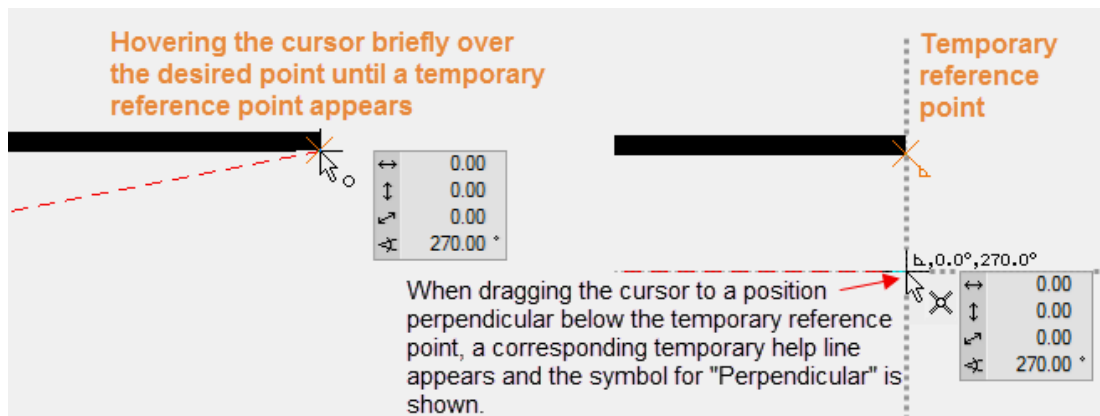 Hovering the cursor briefly over
the desired point until a temporary
reference point appears
Temporary
reference
point
0.00
0.00
0.00
270.00 °
,0.0°,270.0°
When dragging the cursor to a position
perpendicular below the temporary reference
point, a corresponding temporary help line
appears and the symbol for "Perpendicular" is
shown.
0.00
0.00
0.00
270.00 °